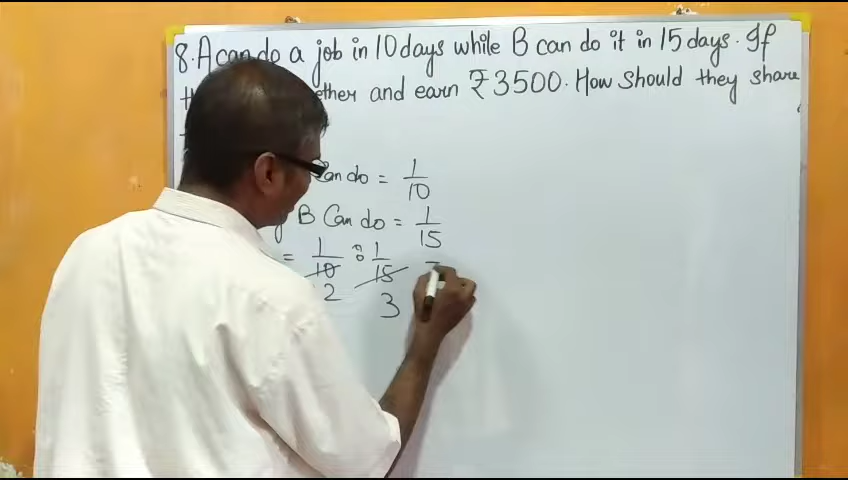 8. A can do a job in 10 days while B can do it in 15 days. If
ether and earn ₹3500. How should they share
Can do = 1/10
B Can do = 1/15
= 1/10 : 1/15
2 3